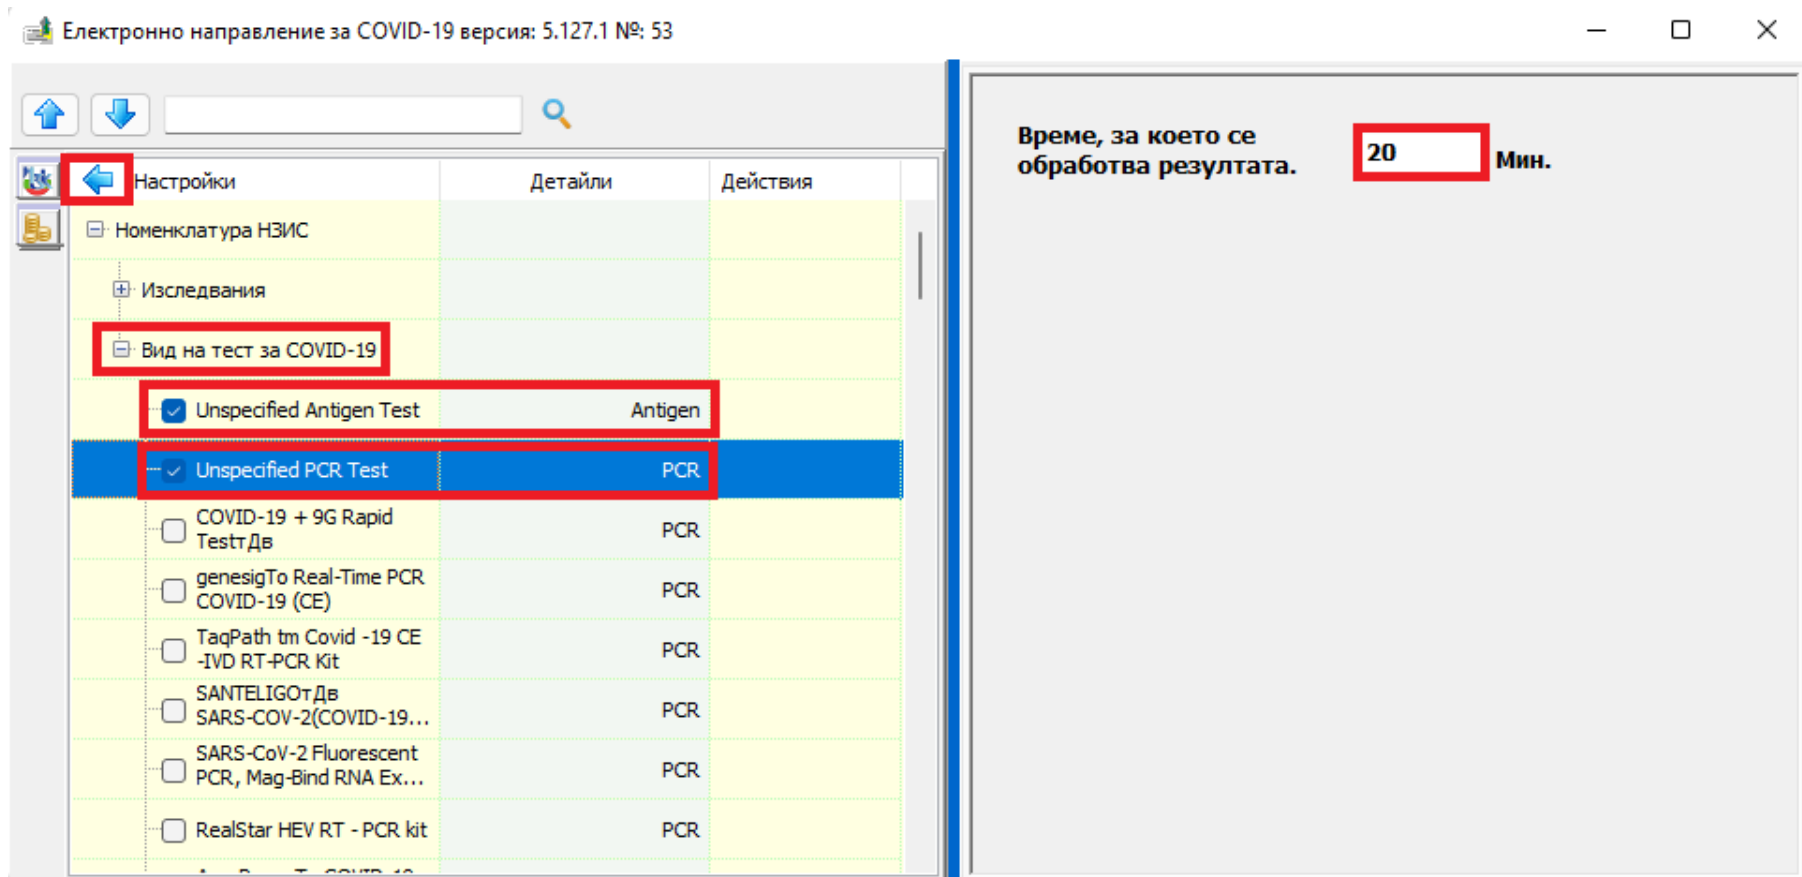 Електронно направление за COVID-19 версия: 5.127.1 №: 53
Настройки Детайли Действия
Номенклатура НЗИС
Изследвания
Вид на тест за COVID-19
Unspecified Antigen Test Antigen
Unspecified PCR Test PCR
COVID-19 + 9G Rapid
TestтДв PCR
genesigTo Real-Time PCR
COVID-19 (CE) PCR
TaqPath tm Covid -19 CE
-IVD RT-PCR Kit PCR
SANTELIGOтДв
SARS-COV-2(COVID-19... PCR
SARS-CoV-2 Fluorescent
PCR, Mag-Bind RNA Ex... PCR
RealStar HEV RT - PCR kit PCR
Време, за което се
обработва резултата. 20 Мин.